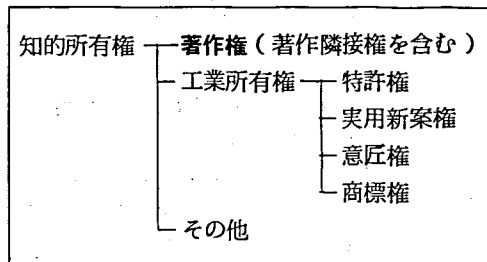 知的所有権 著作権(著作隣接権を含む)
工業所有権 特許権
実用新案権
意匠権
商標権
その他